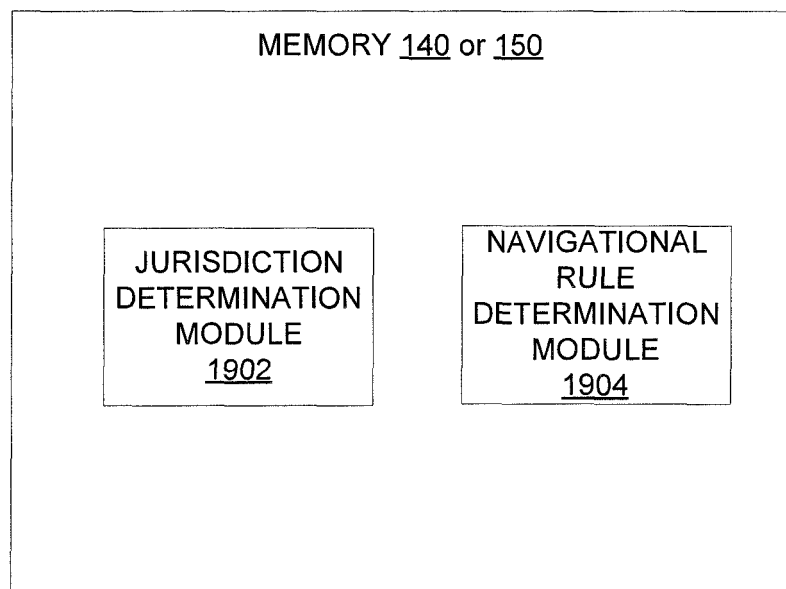 MEMORY 140 or 150
JURISDICTION
DETERMINATION
MODULE
1902
NAVIGATIONAL
RULE
DETERMINATION
MODULE
1904